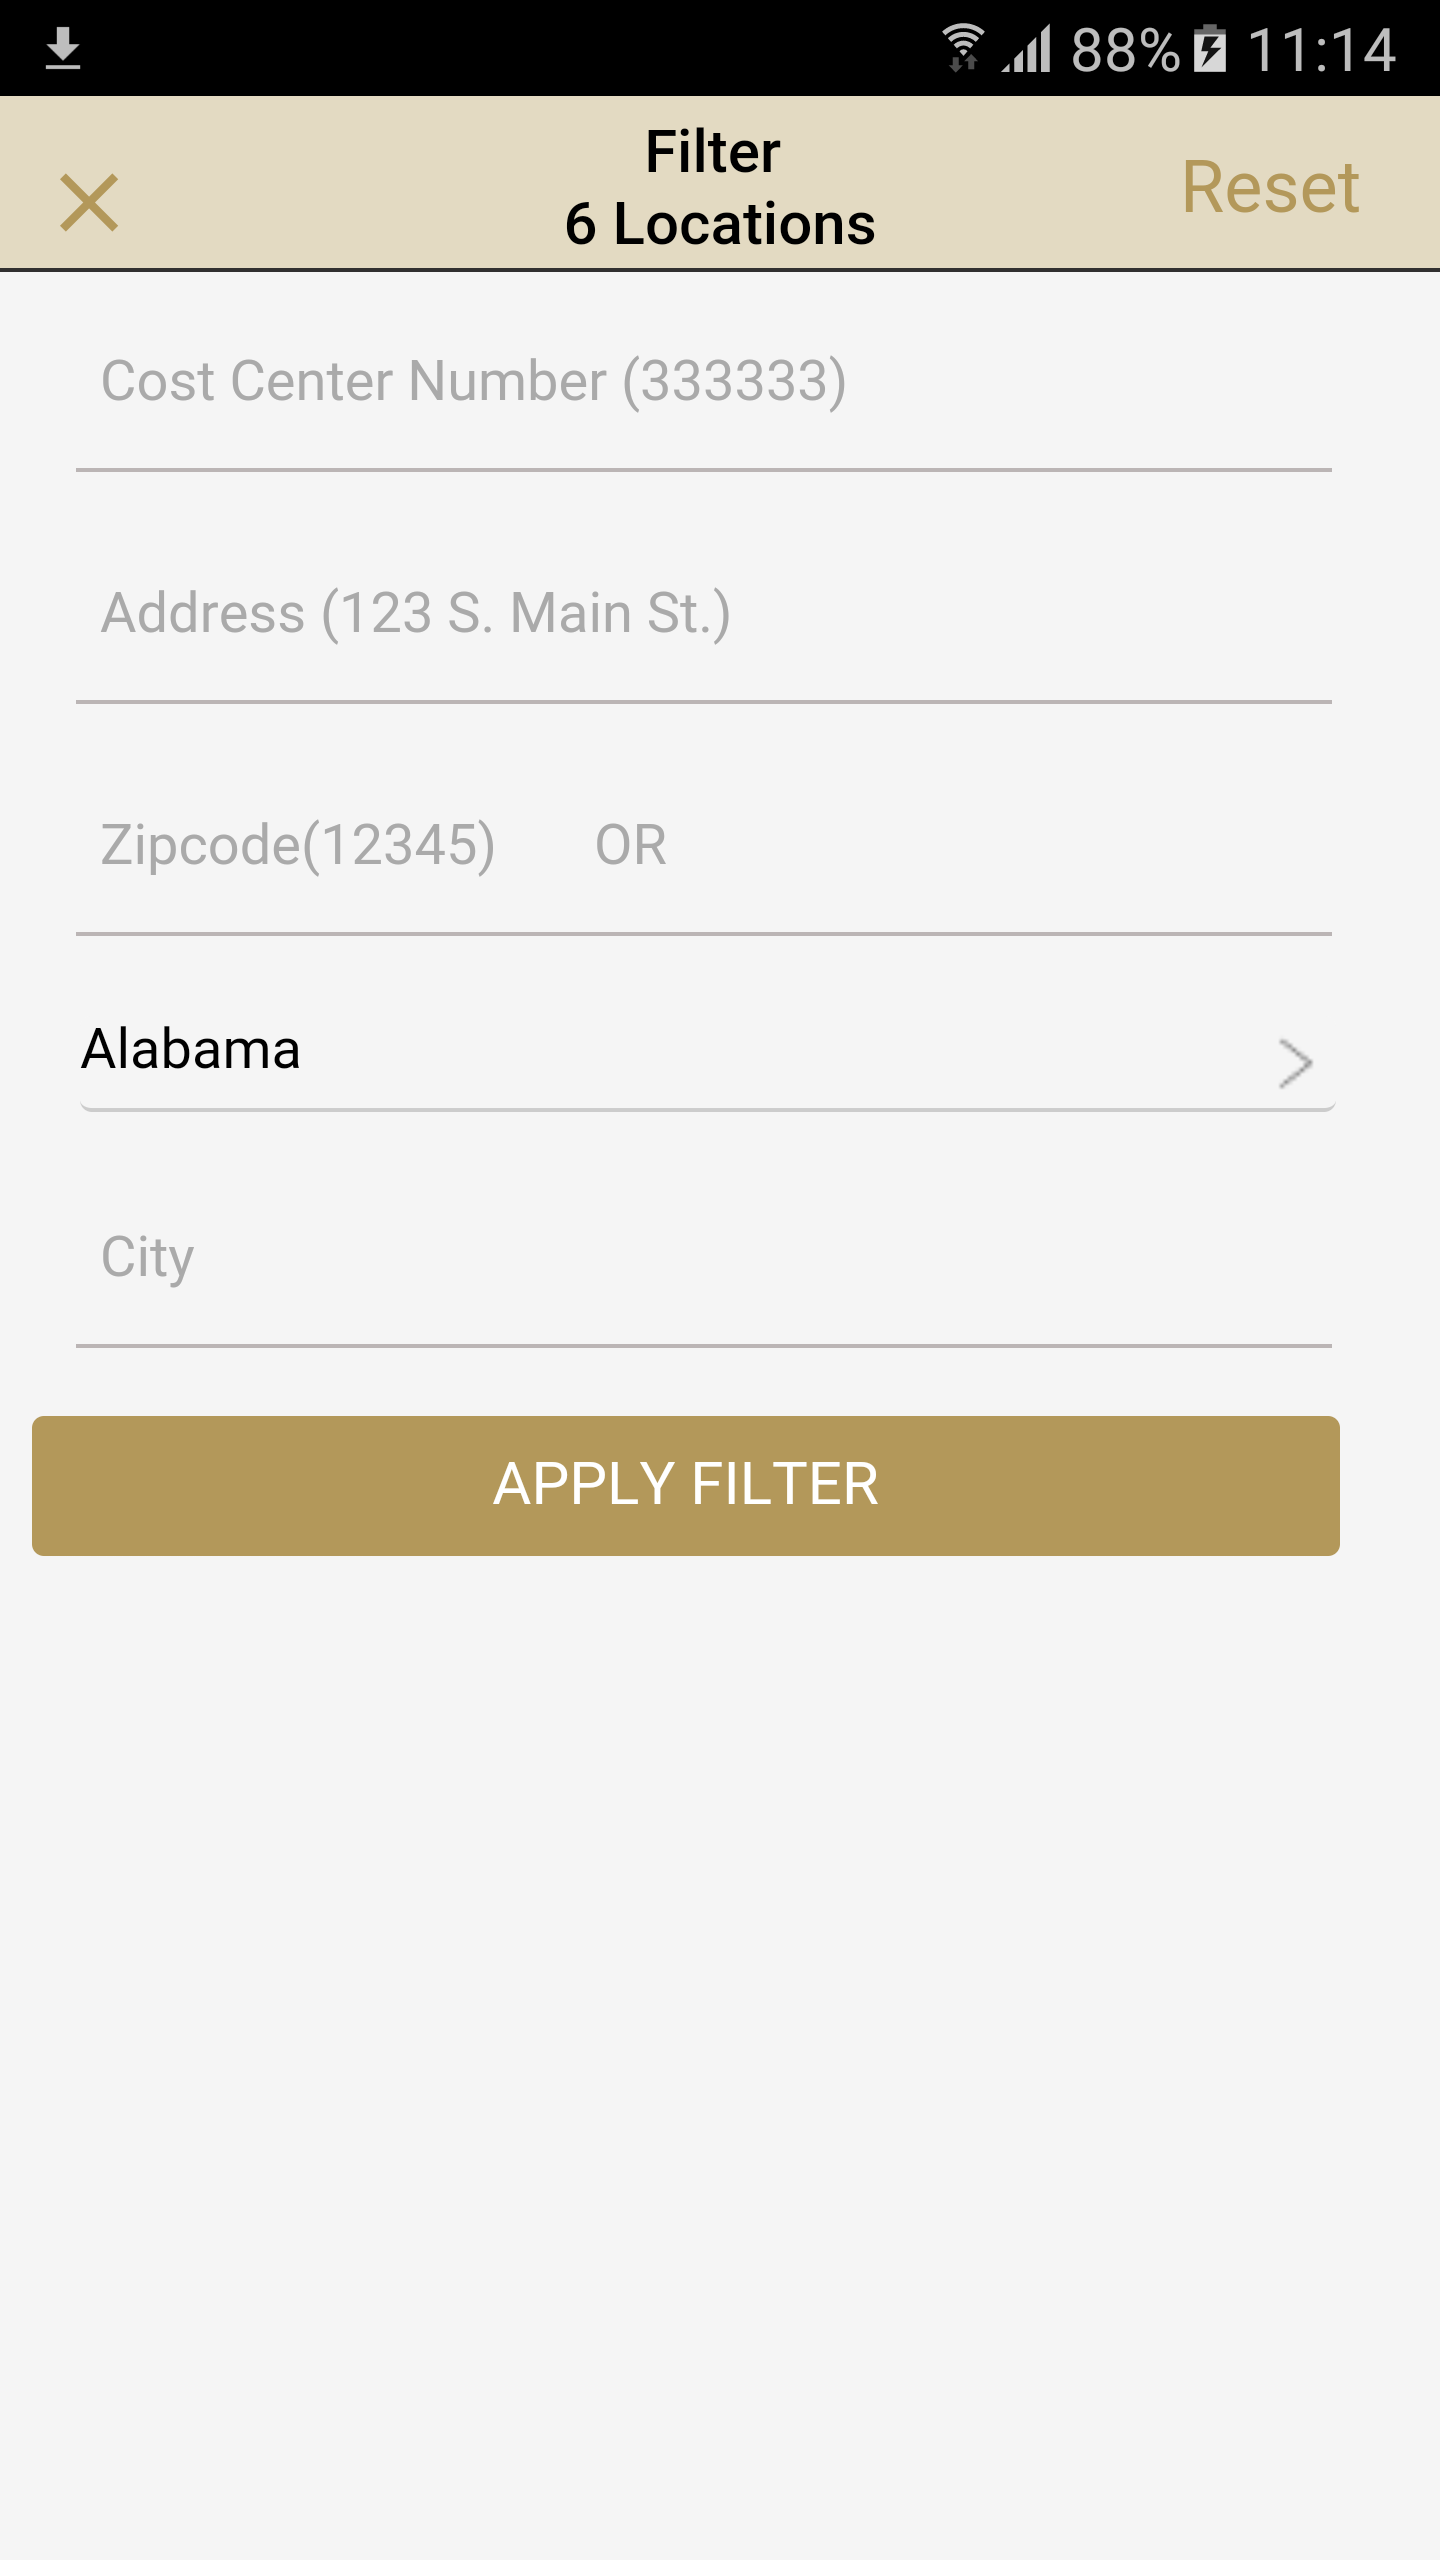 88% 11:14
Filter
6 Locations
Reset
Cost Center Number (333333)
Address (123 S. Main St.)
Zipcode(12345) OR
Alabama
City
APPLY FILTER